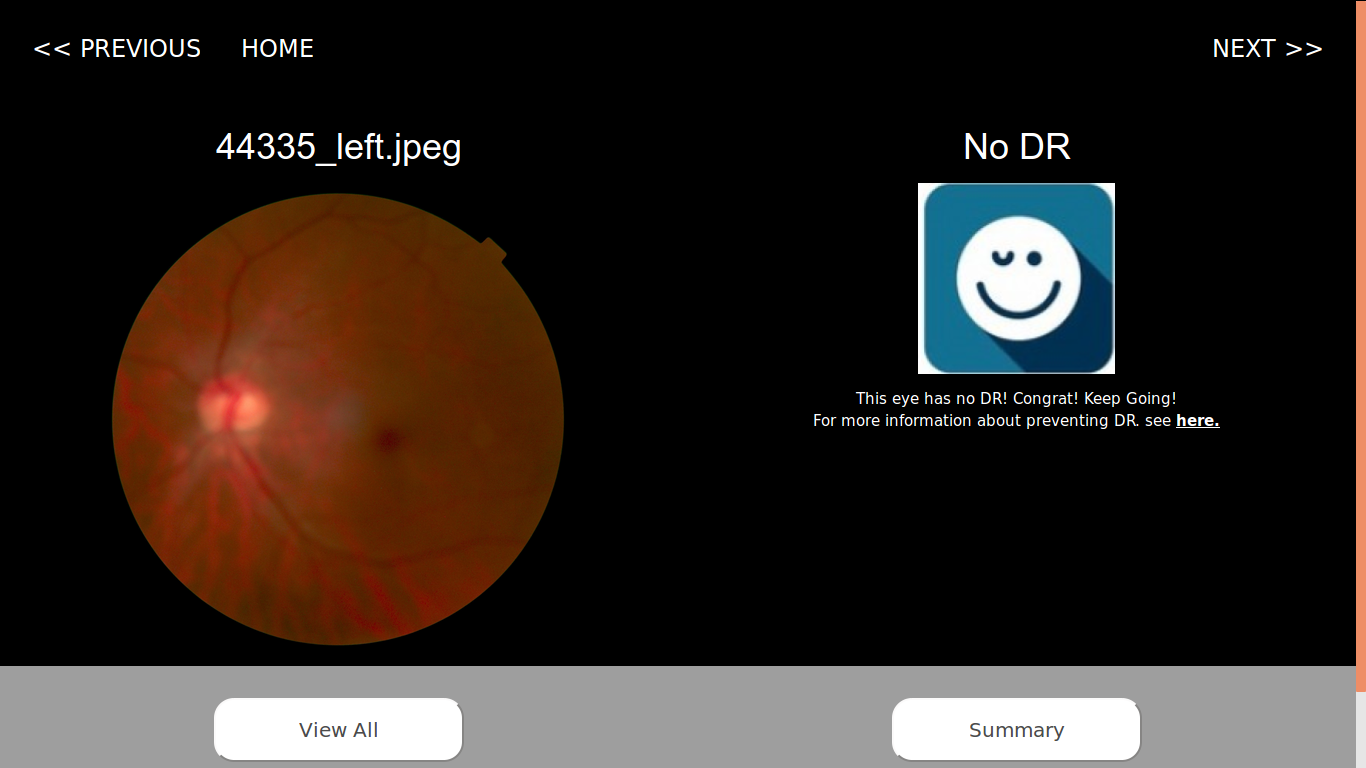 << PREVIOUS HOME NEXT >>
44335_left.jpeg
No DR
This eye has no DR! Congrat! Keep Going!
For more information about preventing DR. see here.
View All
Summary